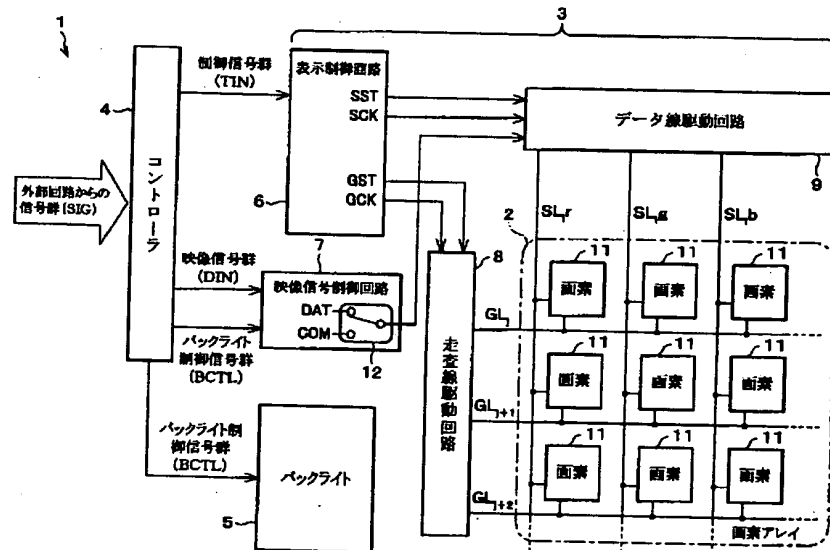 1
3
4
制御信号群
(TIN)
表示制御回路
SST
SCK
GST
GCK
6
データ線駆動回路
9
コントローラ
外部回路からの
信号群(SIG)
映像信号群
(DIN)
7
映像信号制御回路
DAT
COM
12
バックライト
制御信号群
(BCTL)
バックライト制
御信号群
(BCTL)
バックライト
5
8
走査線駆動回路
SLir
SLig
SLib
2
11
11
11
画素
画素
画素
GLj
11
11
11
画素
画素
画素
GLj+1
11
11
11
画素
画素
画素
GLj+2
画素アレイ